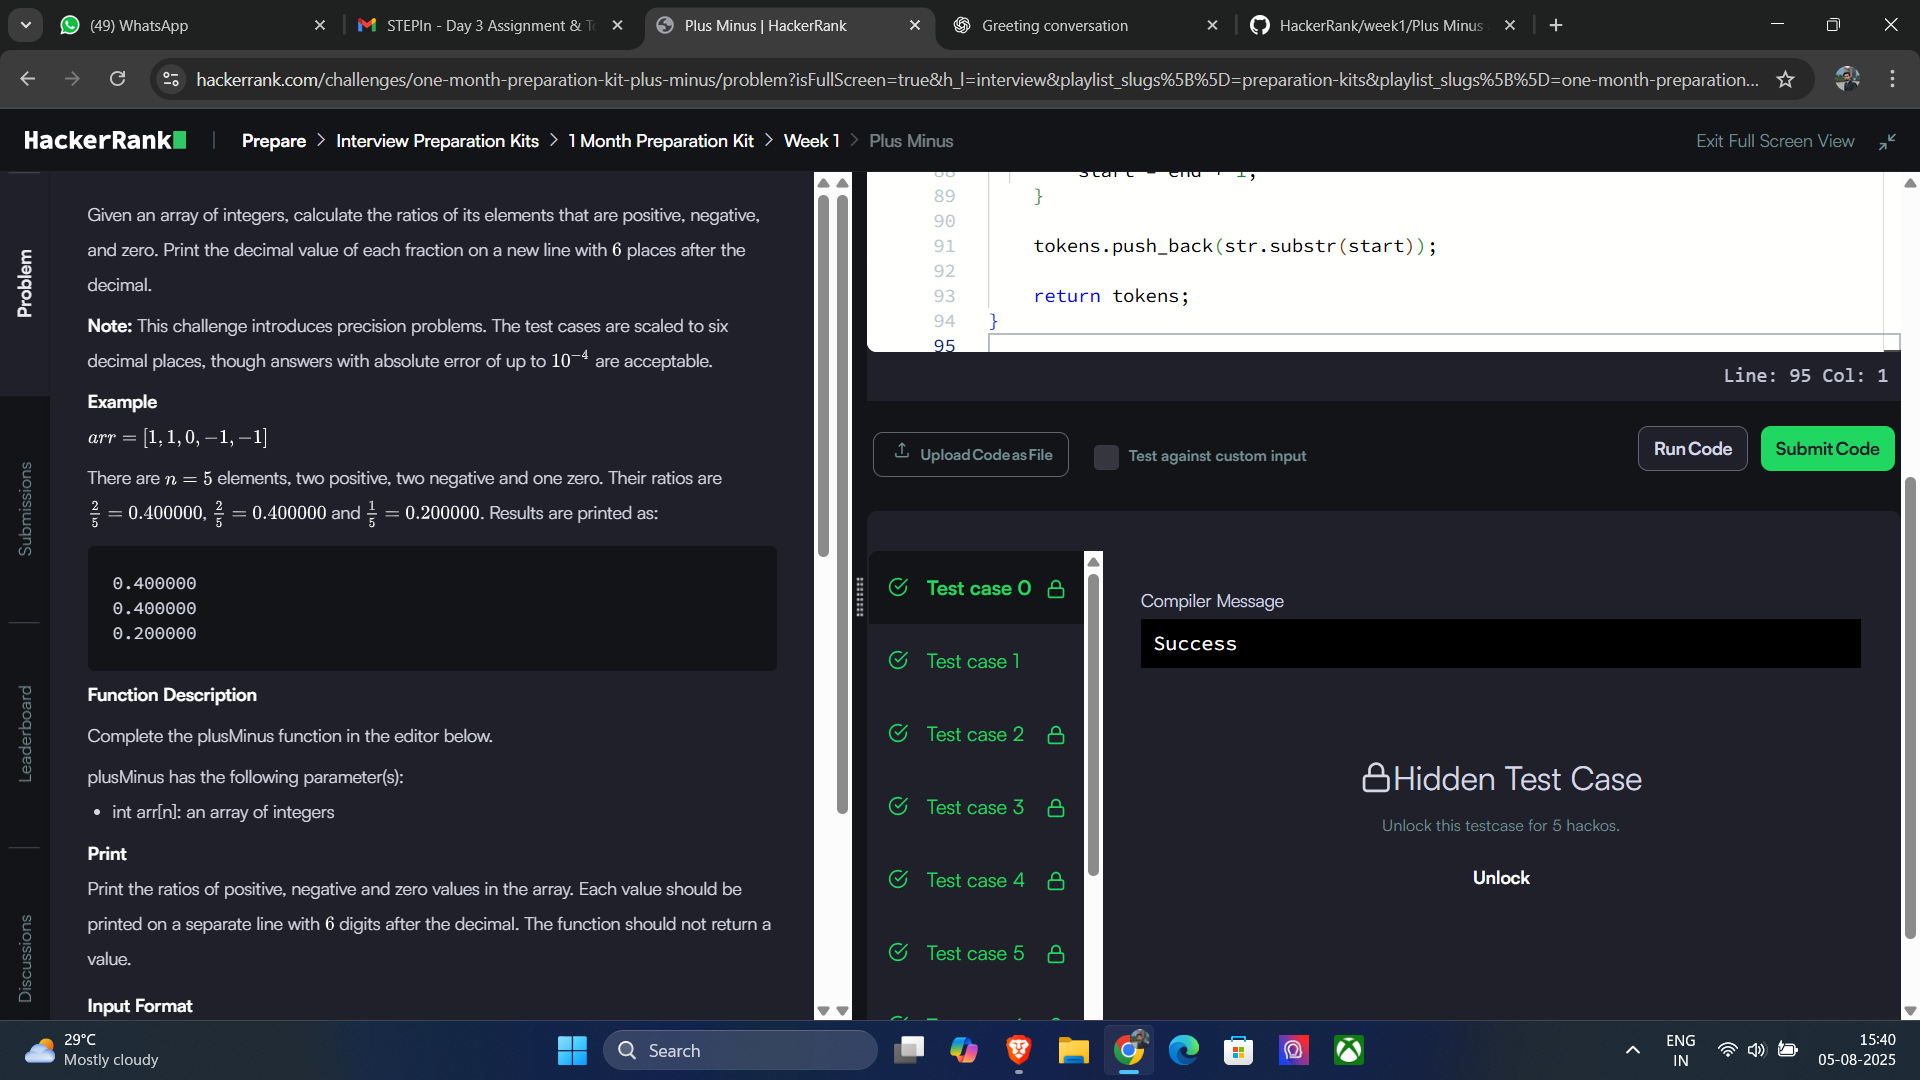 (49) WhatsApp
STEPIn - Day 3 Assignment & T
Plus Minus | HackerRank
Greeting conversation
HackerRank/week1/Plus Minus
hackerrank.com/challenges/one-month-preparation-kit-plus-minus/problem?isFullScreen=true&h_l=interview&playlist_slugs%5B%5D=preparation-kits&playlist_slugs%5B%5D=one-month-preparation...
HackerRank
Prepare > Interview Preparation Kits > 1 Month Preparation Kit > Week 1 > Plus Minus
Exit Full Screen View
Problem
Submissions
Leaderboard
Discussions
Given an array of integers, calculate the ratios of its elements that are positive, negative,
and zero. Print the decimal value of each fraction on a new line with 6 places after the
decimal.
Note: This challenge introduces precision problems. The test cases are scaled to six
decimal places, though answers with absolute error of up to 10⁻⁴ are acceptable.
Example
arr = [1, 1, 0, −1, −1]
There are n = 5 elements, two positive, two negative and one zero. Their ratios are
2/5 = 0.400000, 2/5 = 0.400000 and 1/5 = 0.200000. Results are printed as:
0.400000
0.400000
0.200000
Function Description
Complete the plusMinus function in the editor below.
plusMinus has the following parameter(s):
• int arr[n]: an array of integers
Print
Print the ratios of positive, negative and zero values in the array. Each value should be
printed on a separate line with 6 digits after the decimal. The function should not return a
value.
Input Format
88 start = end + 1;
89 }
90
91 tokens.push_back(str.substr(start));
92
93 return tokens;
94 }
95
Line: 95 Col: 1
Upload Code as File
Test against custom input
Run Code
Submit Code
Test case 0
Test case 1
Test case 2
Test case 3
Test case 4
Test case 5
Compiler Message
Success
Hidden Test Case
Unlock this testcase for 5 hackos.
Unlock
29°C
Mostly cloudy
Search
ENG
IN
15:40
05-08-2025